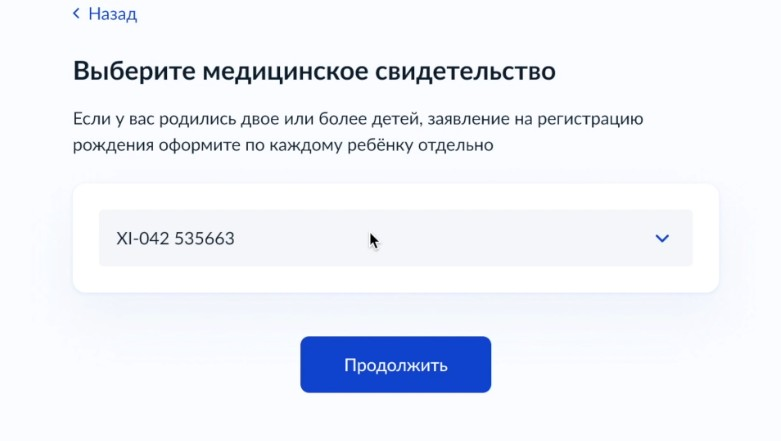 Назад
Выберите медицинское свидетельство
Если у вас родились двое или более детей, заявление на регистрацию
рождения оформите по каждому ребёнку отдельно
XI-042 535663
Продолжить